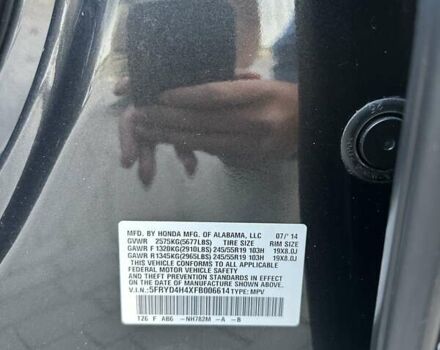 MFD. BY HONDA MFG. OF ALABAMA, LLC 07/'14
GVWR 2575KG(5677LBS) TIRE SIZE RIM SIZE
GAWR F 1320KG(2910LBS) 245/55R19 103H 19X8.0J
GAWR R 1345KG(2965LBS) 245/55R19 103H 19X8.0J
THIS VEHICLE CONFORMS TO ALL APPLICABLE
FEDERAL MOTOR VEHICLE SAFETY, BUMPER,
AND THEFT PREVENTION STANDARDS IN EFFECT
ON THE DATE OF MANUFACTURE SHOWN ABOVE.
V.I.N.:5FRYD4H4XFB006614 TYPE: MPV
T26 F AB6 -NH782M -A -B